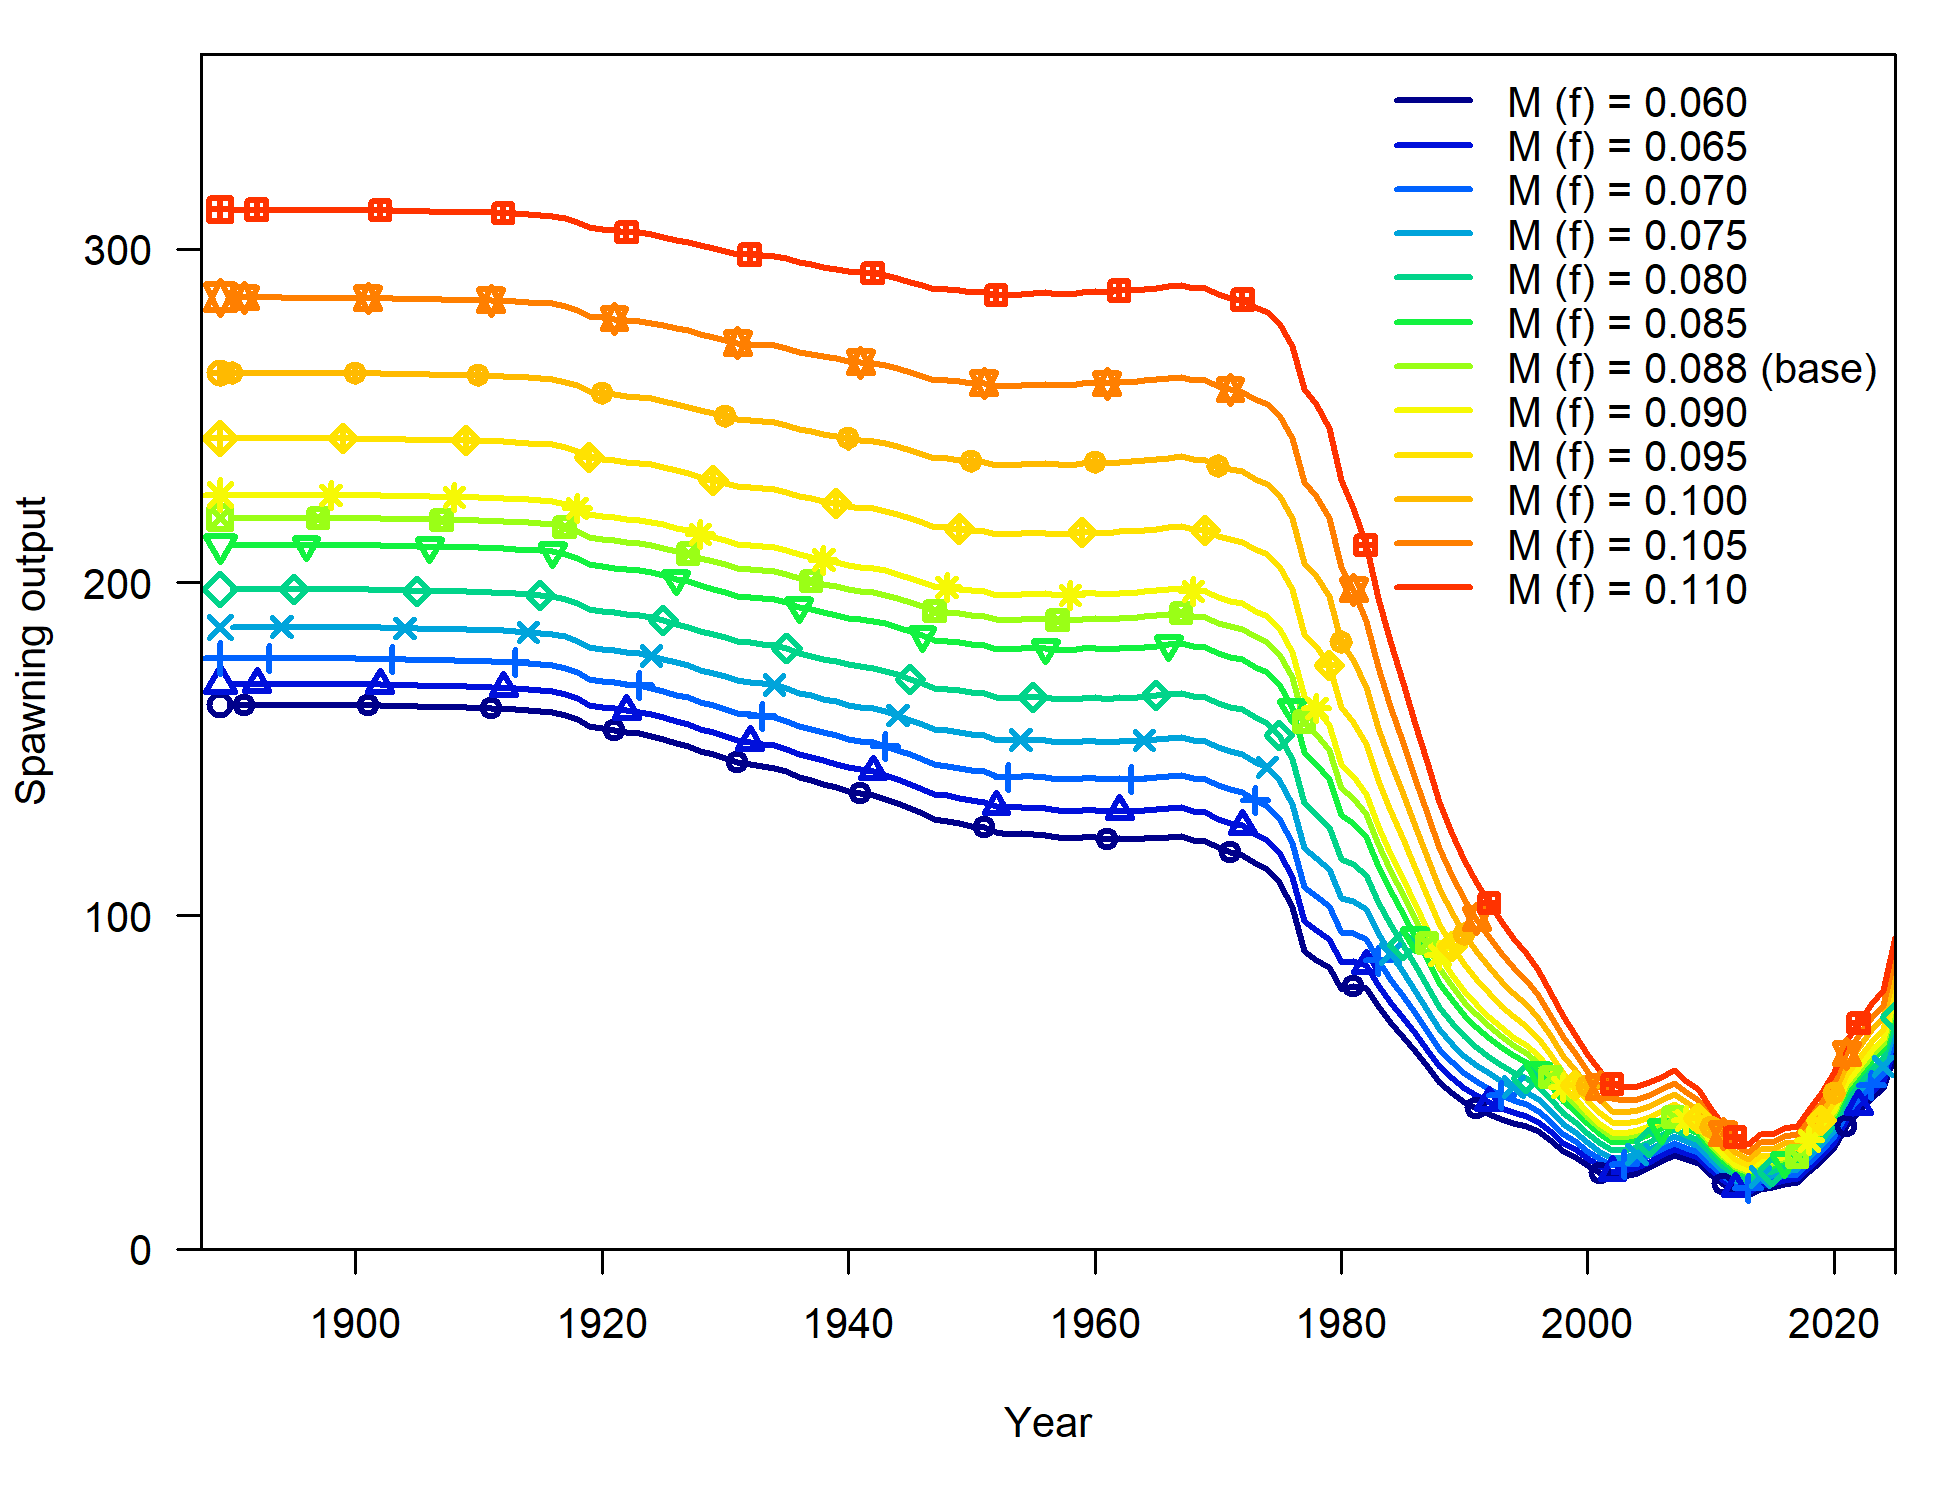 M (f) = 0.060
M (f) = 0.065
M (f) = 0.070
M (f) = 0.075
M (f) = 0.080
M (f) = 0.085
M (f) = 0.088 (base)
M (f) = 0.090
M (f) = 0.095
M (f) = 0.100
M (f) = 0.105
M (f) = 0.110
Spawning output
300
200
100
0
1900 1920 1940 1960 1980 2000 2020
Year